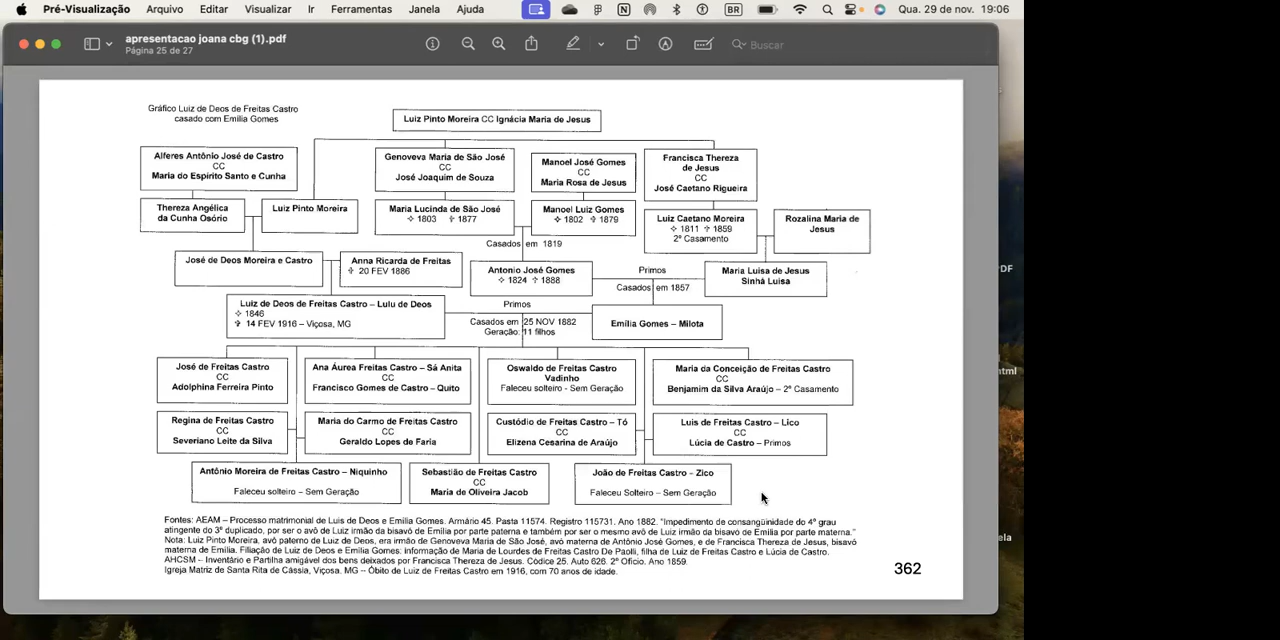 Pré-Visualização Arquivo Editar Visualizar Ir Ferramentas Janela Ajuda BR Qua. 29 de nov. 19:06
apresentacao joana cbg (1).pdf
Página 25 de 27
Buscar
Gráfico Luiz de Deos de Freitas Castro
casado com Emília Gomes
Luiz Pinto Moreira CC Ignácia Maria de Jesus
Alferes Antônio José de Castro
CC
Maria do Espírito Santo e Cunha
Genoveva Maria de São José
CC
José Joaquim de Souza
Manoel José Gomes
CC
Maria Rosa de Jesus
Francisca Thereza
de Jesus
CC
José Caetano Rigueira
Thereza Angélica
da Cunha Osório
Luiz Pinto Moreira
Maria Lucinda de São José
✧ 1803 ✞ 1877
Manoel Luiz Gomes
✧ 1802 ✞ 1879
Luiz Caetano Moreira
✧ 1811 ✞ 1859
2º Casamento
Rozalina Maria de
Jesus
Casados em 1819
José de Deos Moreira e Castro
Anna Ricarda de Freitas
✞ 20 FEV 1886
Antonio José Gomes
✧ 1824 ✞ 1888
Primos
Casados em 1857
Maria Luisa de Jesus
Sinhá Luisa
Luiz de Deos de Freitas Castro – Lulu de Deos
✧ 1846
✞ 14 FEV 1916 – Viçosa, MG
Primos
Casados em 25 NOV 1882
Geração: 11 filhos
Emília Gomes – Milota
José de Freitas Castro
CC
Adolphina Ferreira Pinto
Ana Áurea Freitas Castro – Sá Anita
CC
Francisco Gomes de Castro – Quito
Oswaldo de Freitas Castro
Vadinho
Faleceu solteiro - Sem Geração
Maria da Conceição de Freitas Castro
CC
Benjamim da Silva Araújo – 2º Casamento
Regina de Freitas Castro
CC
Severiano Leite da Silva
Maria do Carmo de Freitas Castro
CC
Geraldo Lopes de Faria
Custódio de Freitas Castro – Tó
CC
Elizena Cesarina de Araújo
Luis de Freitas Castro – Lico
CC
Lúcia de Castro – Primos
Antônio Moreira de Freitas Castro – Niquinho
Faleceu solteiro – Sem Geração
Sebastião de Freitas Castro
CC
Maria de Oliveira Jacob
João de Freitas Castro - Zico
Faleceu Solteiro – Sem Geração
Fontes: AEAM – Processo matrimonial de Luis de Deos e Emília Gomes. Armário 45. Pasta 11574. Registro 115731. Ano 1882. "Impedimento de consangüinidade do 4º grau
atingente do 3º duplicado, por ser o avô de Luiz irmão da bisavó de Emília por parte paterna e também por ser o mesmo avô de Luiz irmão da bisavó de Emília por parte materna."
Nota: Luiz Pinto Moreira, avô paterno de Luiz de Deos, era irmão de Genoveva Maria de São José, avó materna de Antônio José Gomes, e de Francisca Thereza de Jesus, bisavó
materna de Emília. Filiação de Luiz de Deos e Emília Gomes: informação de Maria de Lourdes de Freitas Castro De Paolli, filha de Luiz de Freitas Castro e Lúcia de Castro.
AHCSM – Inventário e Partilha amigável dos bens deixados por Francisca Thereza de Jesus. Códice 25. Auto 626. 2º Ofício. Ano 1859.
Igreja Matriz de Santa Rita de Cássia, Viçosa. MG – Óbito de Luiz de Freitas Castro em 1916, com 70 anos de idade.
362